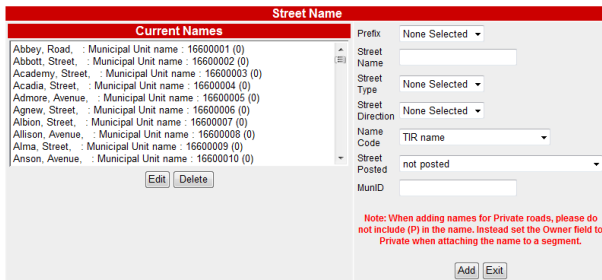 Street Name
Current Names
Abbey, Road, : Municipal Unit name : 16600001 (0)
Abbott, Street, : Municipal Unit name : 16600002 (0)
Academy, Street, : Municipal Unit name : 16600003 (0)
Acadia, Street, : Municipal Unit name : 16600004 (0)
Admore, Avenue, : Municipal Unit name : 16600005 (0)
Agnew, Street, : Municipal Unit name : 16600006 (0)
Albion, Street, : Municipal Unit name : 16600007 (0)
Allison, Avenue, : Municipal Unit name : 16600008 (0)
Alma, Street, : Municipal Unit name : 16600009 (0)
Anson, Avenue, : Municipal Unit name : 16600010 (0)
Edit Delete
Prefix None Selected
Street
Name
Street
Type None Selected
Street
Direction None Selected
Name
Code TIR name
Street
Posted not posted
MunID
Note: When adding names for Private roads, please do
not include (P) in the name. Instead set the Owner field to
Private when attaching the name to a segment.
Add Exit